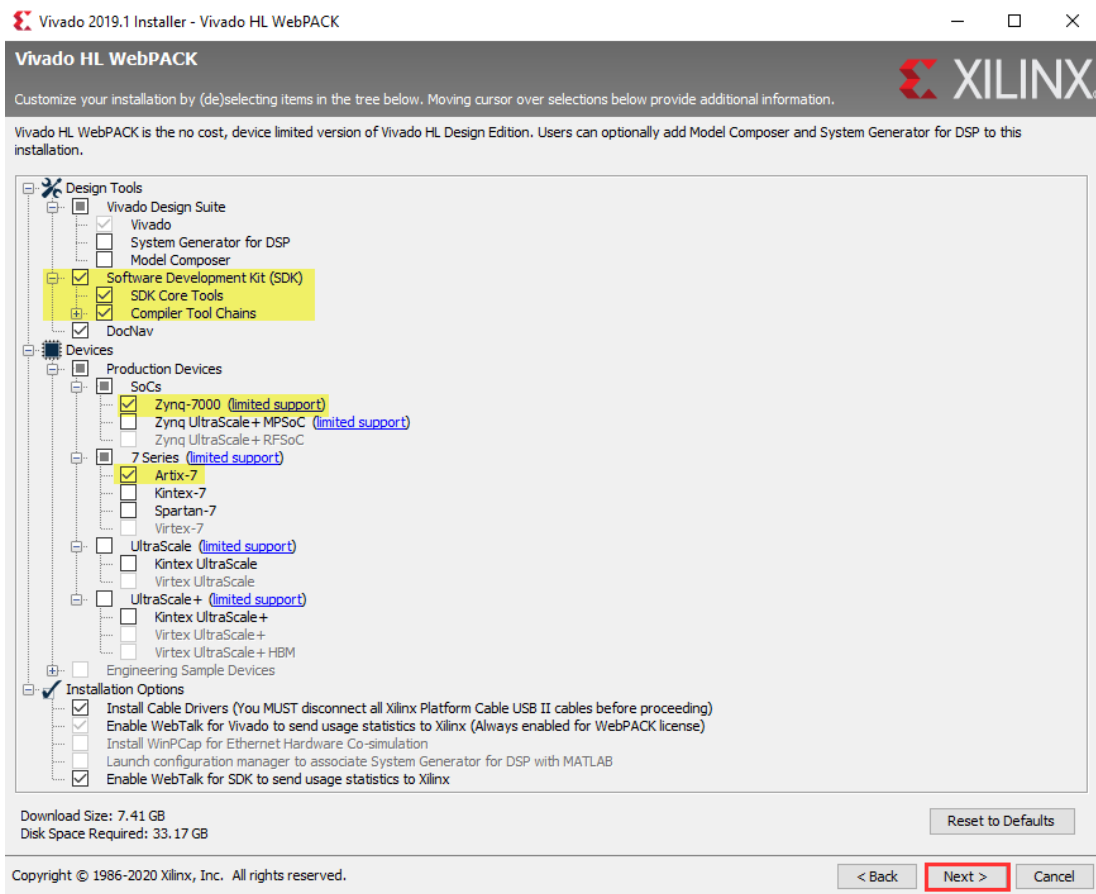 Vivado 2019.1 Installer - Vivado HL WebPACK
Vivado HL WebPACK
XILINX
Customize your installation by (de)selecting items in the tree below. Moving cursor over selections below provide additional information.
Vivado HL WebPACK is the no cost, device limited version of Vivado HL Design Edition. Users can optionally add Model Composer and System Generator for DSP to this
installation.
Design Tools
Vivado Design Suite
Vivado
System Generator for DSP
Model Composer
Software Development Kit (SDK)
SDK Core Tools
Compiler Tool Chains
DocNav
Devices
Production Devices
SoCs
Zynq-7000 (limited support)
Zynq UltraScale+ MPSoC (limited support)
Zynq UltraScale+ RFSoC
7 Series (limited support)
Artix-7
Kintex-7
Spartan-7
Virtex-7
UltraScale (limited support)
Kintex UltraScale
Virtex UltraScale
UltraScale+ (limited support)
Kintex UltraScale+
Virtex UltraScale+
Virtex UltraScale+ HBM
Engineering Sample Devices
Installation Options
Install Cable Drivers (You MUST disconnect all Xilinx Platform Cable USB II cables before proceeding)
Enable WebTalk for Vivado to send usage statistics to Xilinx (Always enabled for WebPACK license)
Install WinPCap for Ethernet Hardware Co-simulation
Launch configuration manager to associate System Generator for DSP with MATLAB
Enable WebTalk for SDK to send usage statistics to Xilinx
Download Size: 7.41 GB
Disk Space Required: 33.17 GB
Reset to Defaults
Copyright © 1986-2020 Xilinx, Inc. All rights reserved.
< Back
Next >
Cancel